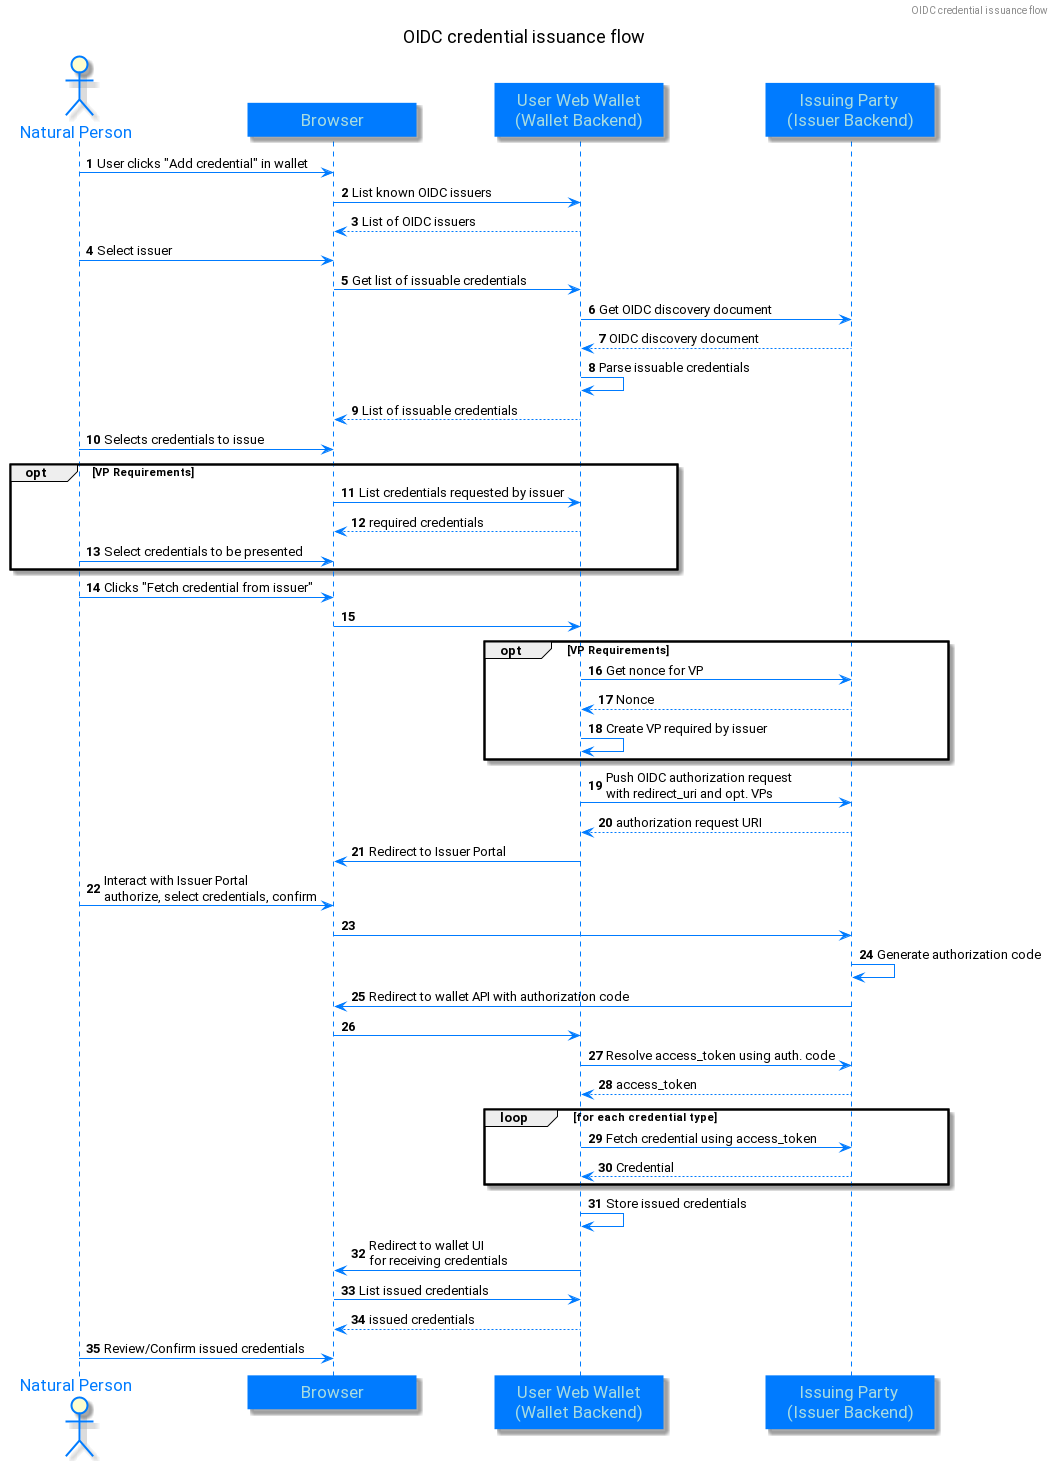 OIDC credential issuance flow
OIDC credential issuance flow
Natural Person
Browser
User Web Wallet
(Wallet Backend)
Issuing Party
(Issuer Backend)
1 User clicks "Add credential" in wallet
2 List known OIDC issuers
3 List of OIDC issuers
4 Select issuer
5 Get list of issuable credentials
6 Get OIDC discovery document
7 OIDC discovery document
8 Parse issuable credentials
9 List of issuable credentials
10 Selects credentials to issue
opt [VP Requirements]
11 List credentials requested by issuer
12 required credentials
13 Select credentials to be presented
14 Clicks "Fetch credential from issuer"
15
opt [VP Requirements]
16 Get nonce for VP
17 Nonce
18 Create VP required by issuer
19 Push OIDC authorization request
with redirect_uri and opt. VPs
20 authorization request URI
21 Redirect to Issuer Portal
22 Interact with Issuer Portal
authorize, select credentials, confirm
23
24 Generate authorization code
25 Redirect to wallet API with authorization code
26
27 Resolve access_token using auth. code
28 access_token
loop [for each credential type]
29 Fetch credential using access_token
30 Credential
31 Store issued credentials
32 Redirect to wallet UI
for receiving credentials
33 List issued credentials
34 issued credentials
35 Review/Confirm issued credentials
Natural Person
Browser
User Web Wallet
(Wallet Backend)
Issuing Party
(Issuer Backend)